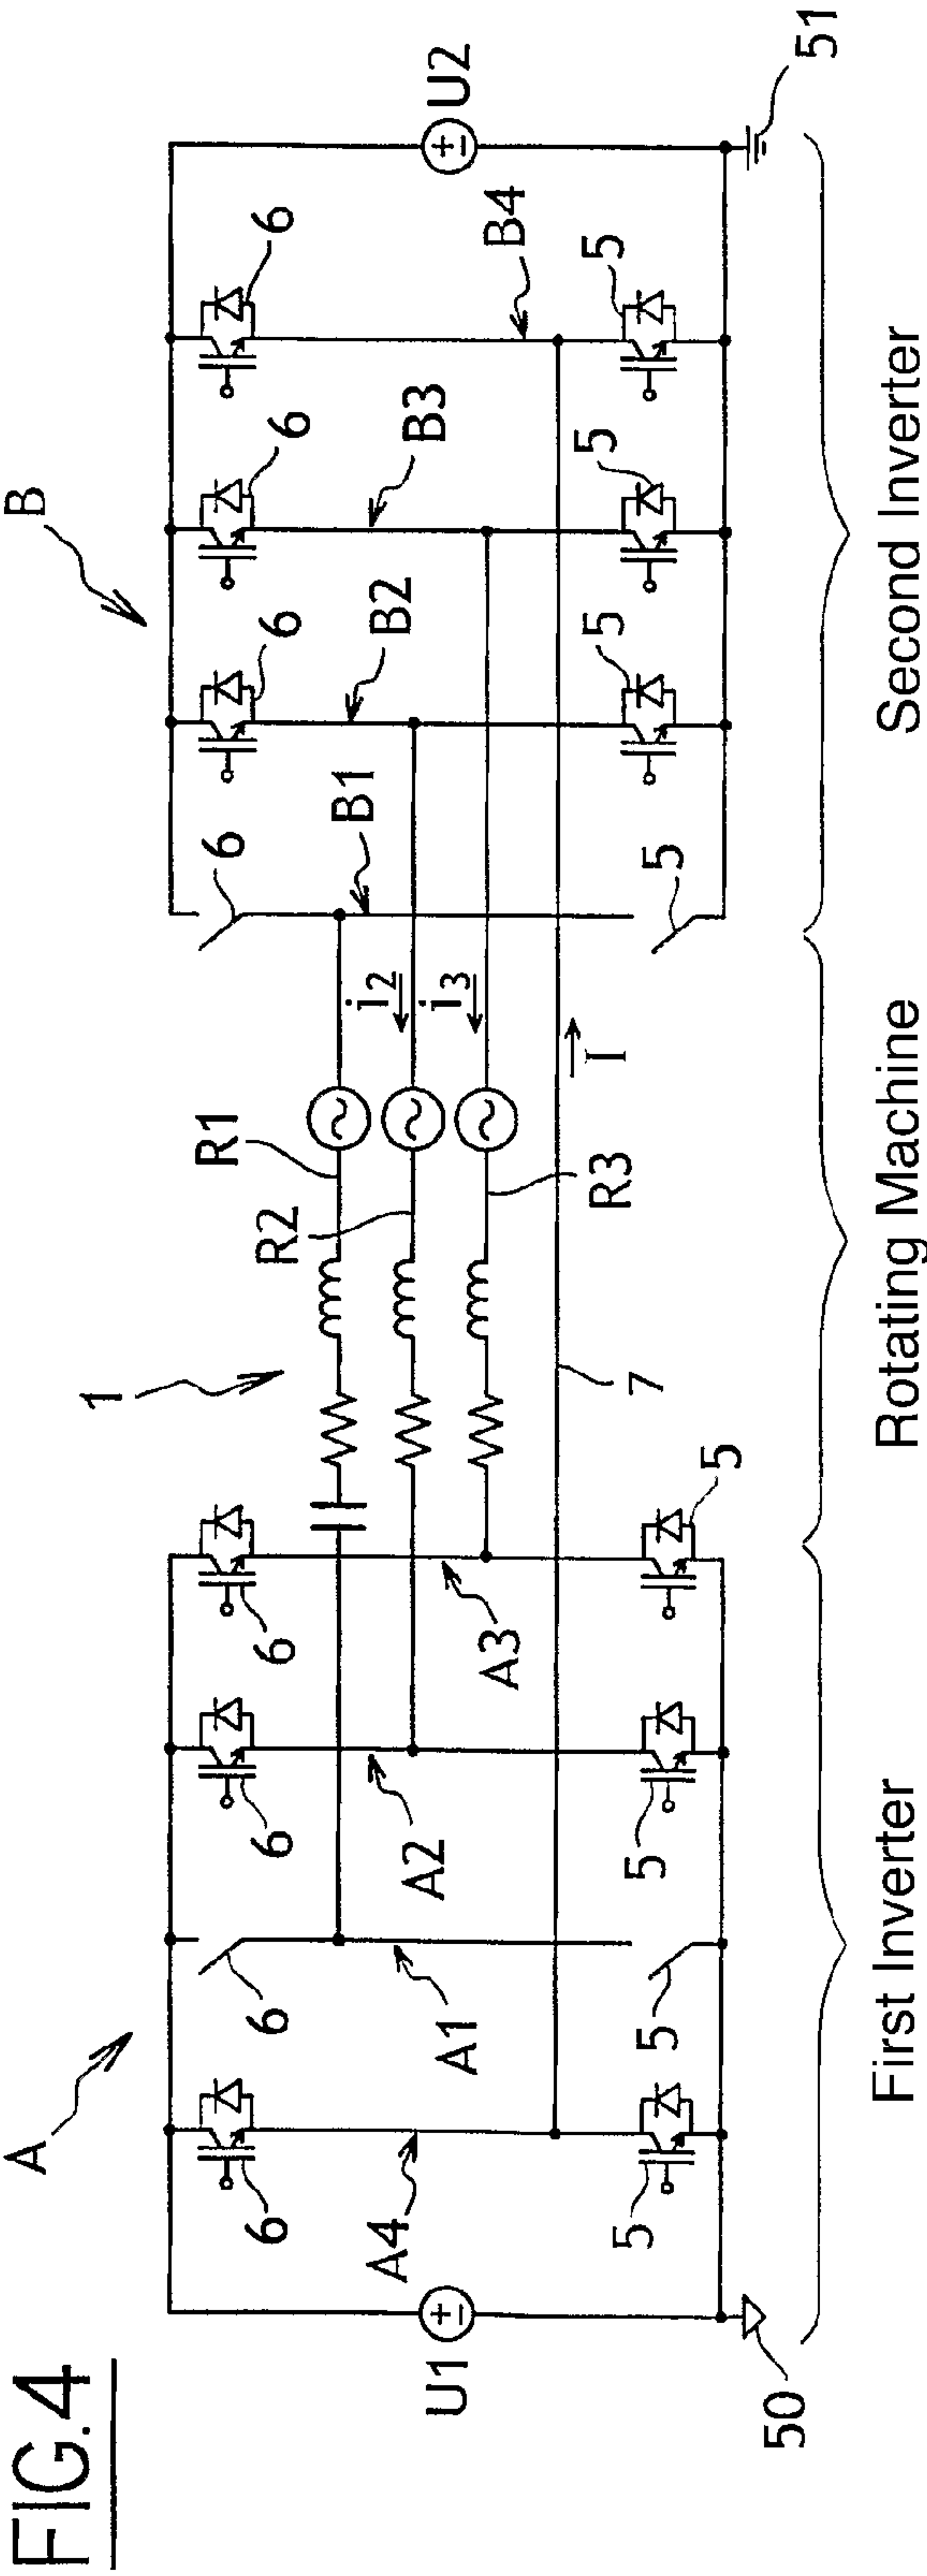 FIG.4
A
B
1
U1
A4
A1
A2
A3
6
6
6
6
5
5
5
5
50
R1
R2
R3
i2
i3
I
7
B1
B2
B3
B4
6
6
6
6
5
5
5
5
U2
51
First Inverter
Rotating Machine
Second Inverter